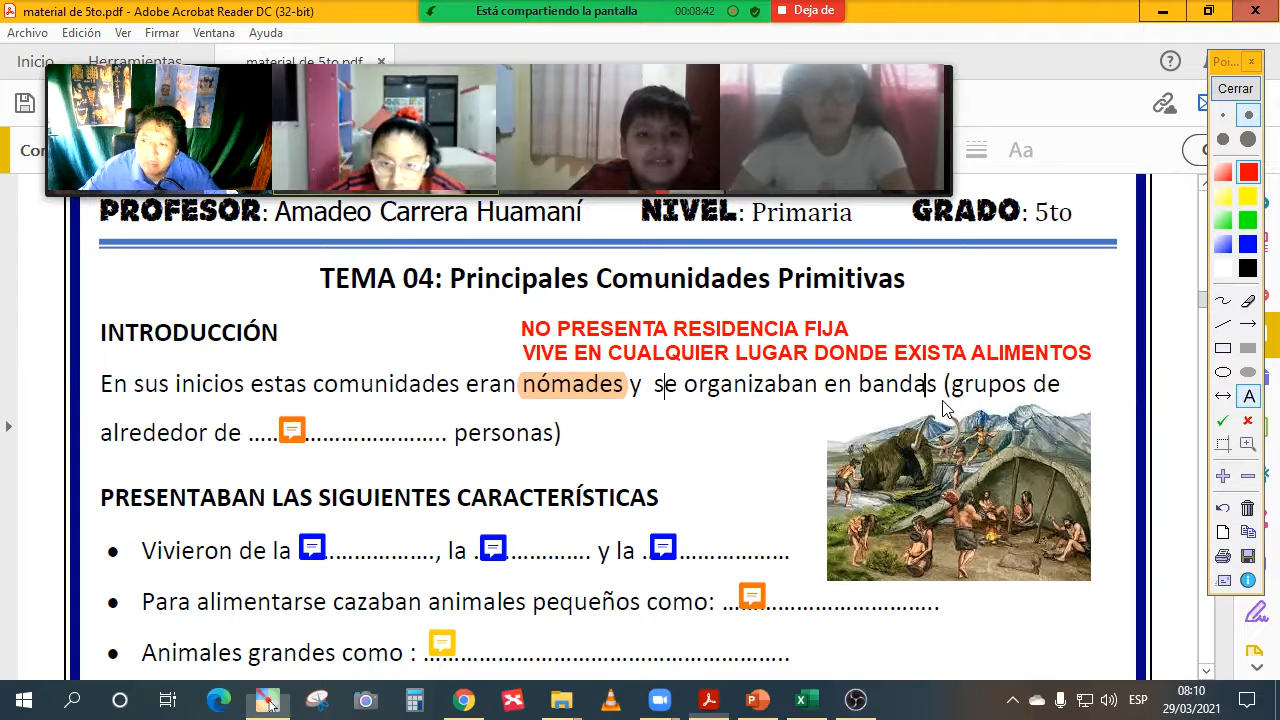 material de 5to.pdf - Adobe Acrobat Reader DC (32-bit)
Está compartiendo la pantalla
00:08:42
Deja de
Archivo Edición Ver Firmar Ventana Ayuda
Inicio Herramientas material de 5to.pdf
Cerrar
Aa
PROFESOR: Amadeo Carrera Huamaní NIVEL: Primaria GRADO: 5to
TEMA 04: Principales Comunidades Primitivas
INTRODUCCIÓN
NO PRESENTA RESIDENCIA FIJA
VIVE EN CUALQUIER LUGAR DONDE EXISTA ALIMENTOS
En sus inicios estas comunidades eran nómades y se organizaban en bandas (grupos de
alrededor de ................................ personas)
PRESENTABAN LAS SIGUIENTES CARACTERÍSTICAS
• Vivieron de la .................., la .................. y la ..................
• Para alimentarse cazaban animales pequeños como: ................................
• Animales grandes como : ..................................................
A
ESP
08:10
29/03/2021